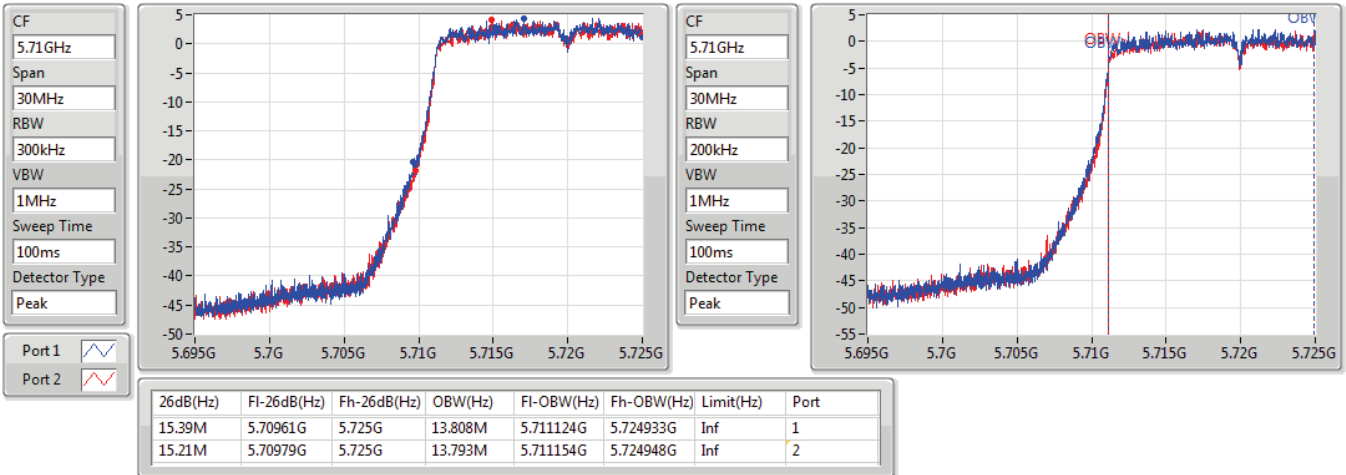 CF
5.71GHz
Span
30MHz
RBW
300kHz
VBW
1MHz
Sweep Time
100ms
Detector Type
Peak
Port 1
Port 2
5
0
-5
-10
-15
-20
-25
-30
-35
-40
-45
-50
5.695G 5.7G 5.705G 5.71G 5.715G 5.72G 5.725G
CF
5.71GHz
Span
30MHz
RBW
200kHz
VBW
1MHz
Sweep Time
100ms
Detector Type
Peak
5
0
-5
-10
-15
-20
-25
-30
-35
-40
-45
-50
-55
OBW
OBW
5.695G 5.7G 5.705G 5.71G 5.715G 5.72G 5.725G
26dB(Hz) Fl-26dB(Hz) Fh-26dB(Hz) OBW(Hz) Fl-OBW(Hz) Fh-OBW(Hz) Limit(Hz) Port
15.39M 5.70961G 5.725G 13.808M 5.711124G 5.724933G Inf 1
15.21M 5.70979G 5.725G 13.793M 5.711154G 5.724948G Inf 2